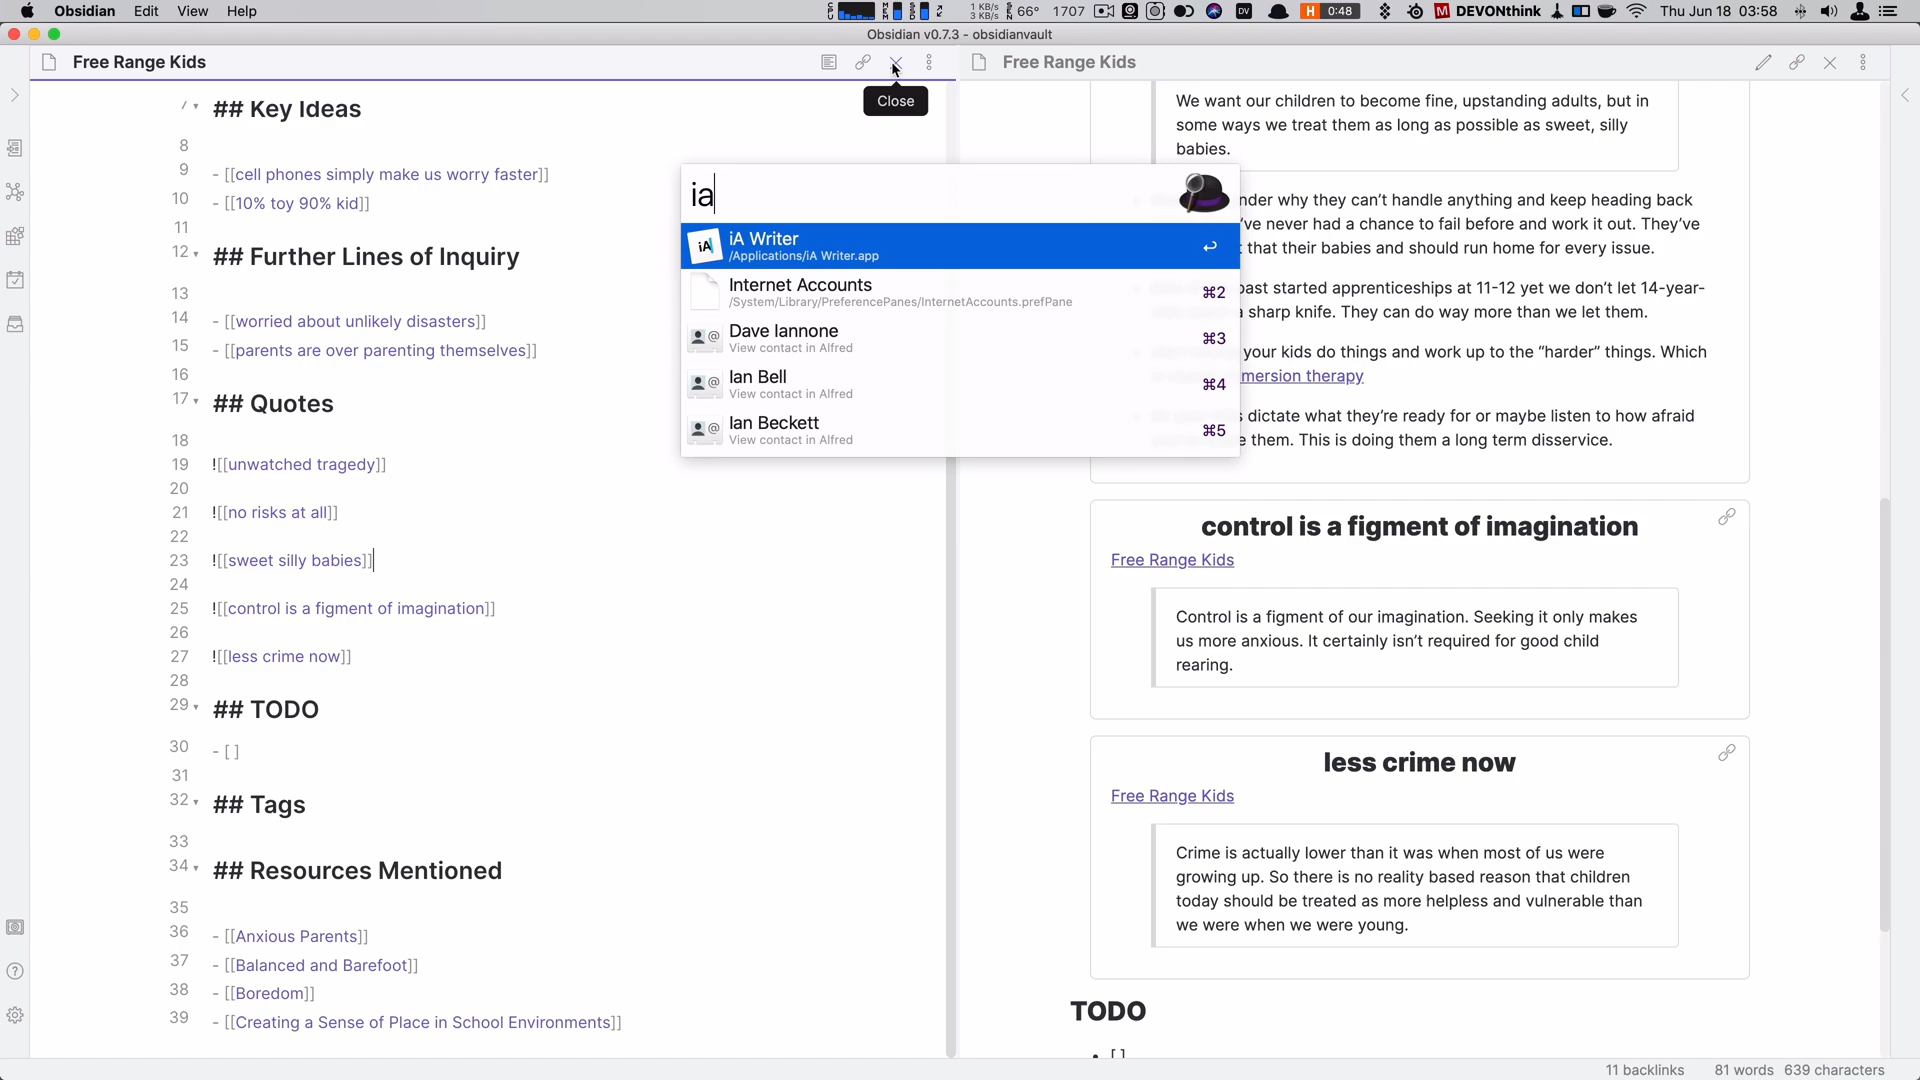 Obsidian Edit View Help
1 KB/s
3 KB/s
66° 1707 DV H 0:48 M DEVONthink Thu Jun 18 03:58
Obsidian v0.7.3 - obsidianvault
Free Range Kids
Close
## Key Ideas
8
9 - [[cell phones simply make us worry faster]]
10 - [[10% toy 90% kid]]
11
12 ## Further Lines of Inquiry
13
14 - [[worried about unlikely disasters]]
15 - [[parents are over parenting themselves]]
16
17 ## Quotes
18
19 ![[unwatched tragedy]]
20
21 ![[no risks at all]]
22
23 ![[sweet silly babies]]
24
25 ![[control is a figment of imagination]]
26
27 ![[less crime now]]
28
29 ## TODO
30 - [ ]
31
32 ## Tags
33
34 ## Resources Mentioned
35
36 - [[Anxious Parents]]
37 - [[Balanced and Barefoot]]
38 - [[Boredom]]
39 - [[Creating a Sense of Place in School Environments]]
ia
iA
iA Writer
/Applications/iA Writer.app
Internet Accounts
/System/Library/PreferencePanes/InternetAccounts.prefPane
⌘2
Dave Iannone
View contact in Alfred
⌘3
Ian Bell
View contact in Alfred
⌘4
Ian Beckett
View contact in Alfred
⌘5
Free Range Kids
We want our children to become fine, upstanding adults, but in
some ways we treat them as long as possible as sweet, silly
babies.
why they can’t handle anything and keep heading back
never had a chance to fail before and work it out. They’ve
that their babies and should run home for every issue.
past started apprenticeships at 11-12 yet we don’t let 14-year-
a sharp knife. They can do way more than we let them.
your kids do things and work up to the “harder” things. Which
therapy
dictate what they’re ready for or maybe listen to how afraid
them. This is doing them a long term disservice.
control is a figment of imagination
Free Range Kids
Control is a figment of our imagination. Seeking it only makes
us more anxious. It certainly isn’t required for good child
rearing.
less crime now
Free Range Kids
Crime is actually lower than it was when most of us were
growing up. So there is no reality based reason that children
today should be treated as more helpless and vulnerable than
we were when we were young.
TODO
• [ ]
11 backlinks 81 words 639 characters